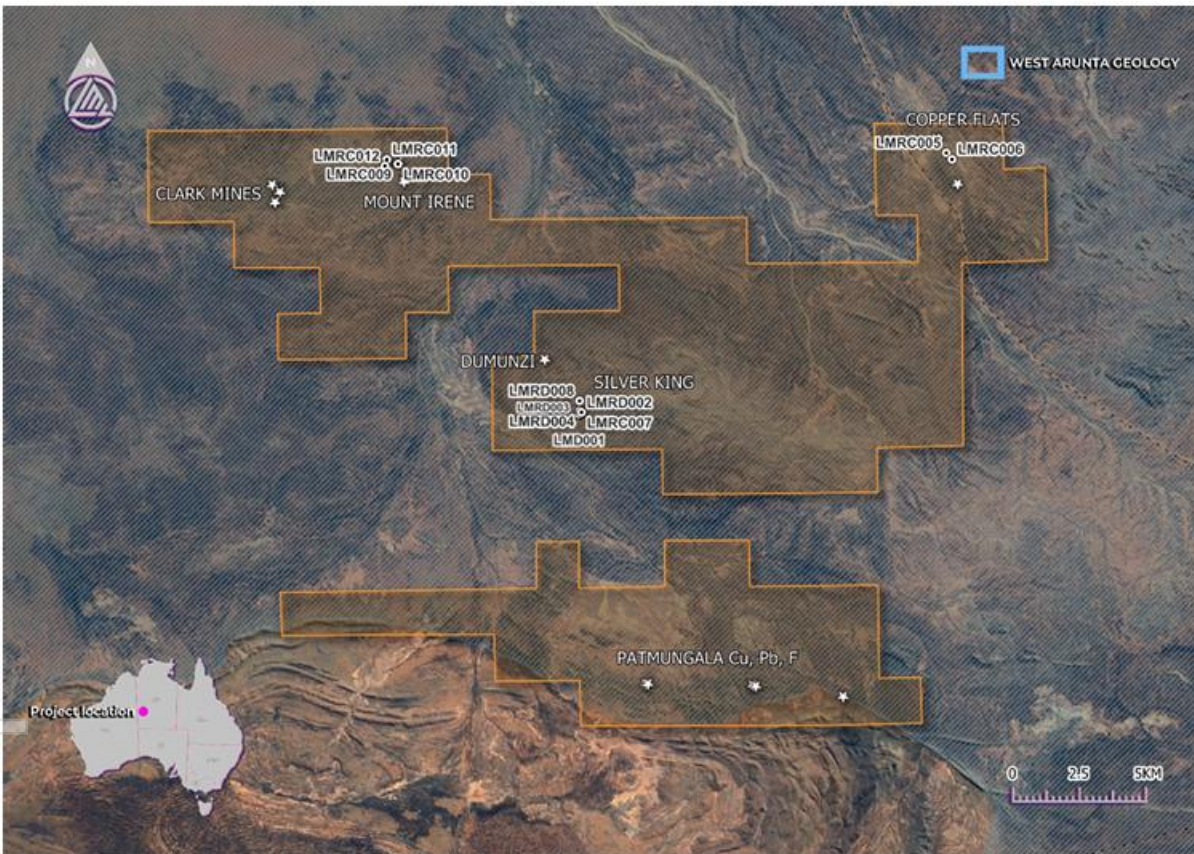 N
WEST ARUNTA GEOLOGY
COPPER FLATS
LMRC005
LMRC006
LMRC012
LMRC011
LMRC009
LMRC010
CLARK MINES
MOUNT IRENE
DUMUNZI
SILVER KING
LMRD008
LMRD002
LMRD003
LMRD004
LMRC007
LMD001
PATMUNGALA Cu, Pb, F
Project location
0 2.5 5KM